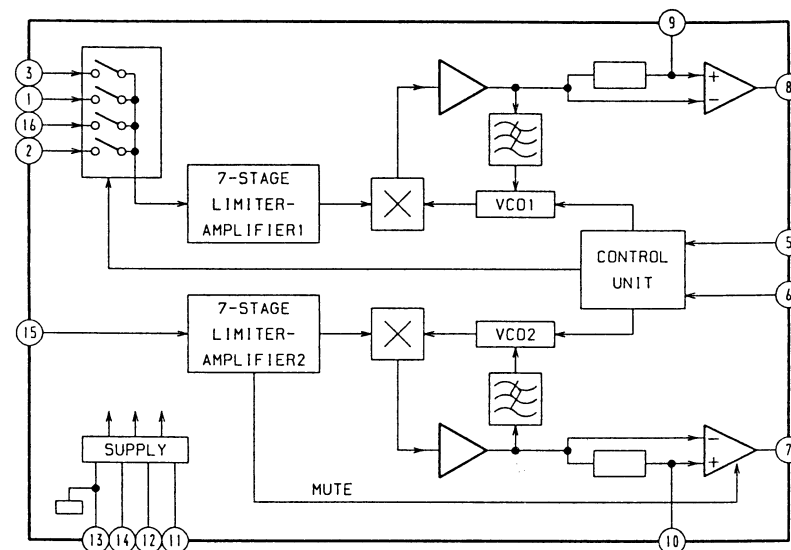 9
3
1
16
2
+
−
8
7-STAGE
LIMITER-
AMPLIFIER1
VCO1
CONTROL
UNIT
5
6
15
7-STAGE
LIMITER-
AMPLIFIER2
VCO2
SUPPLY
−
+
7
MUTE
13 14 12 11
10